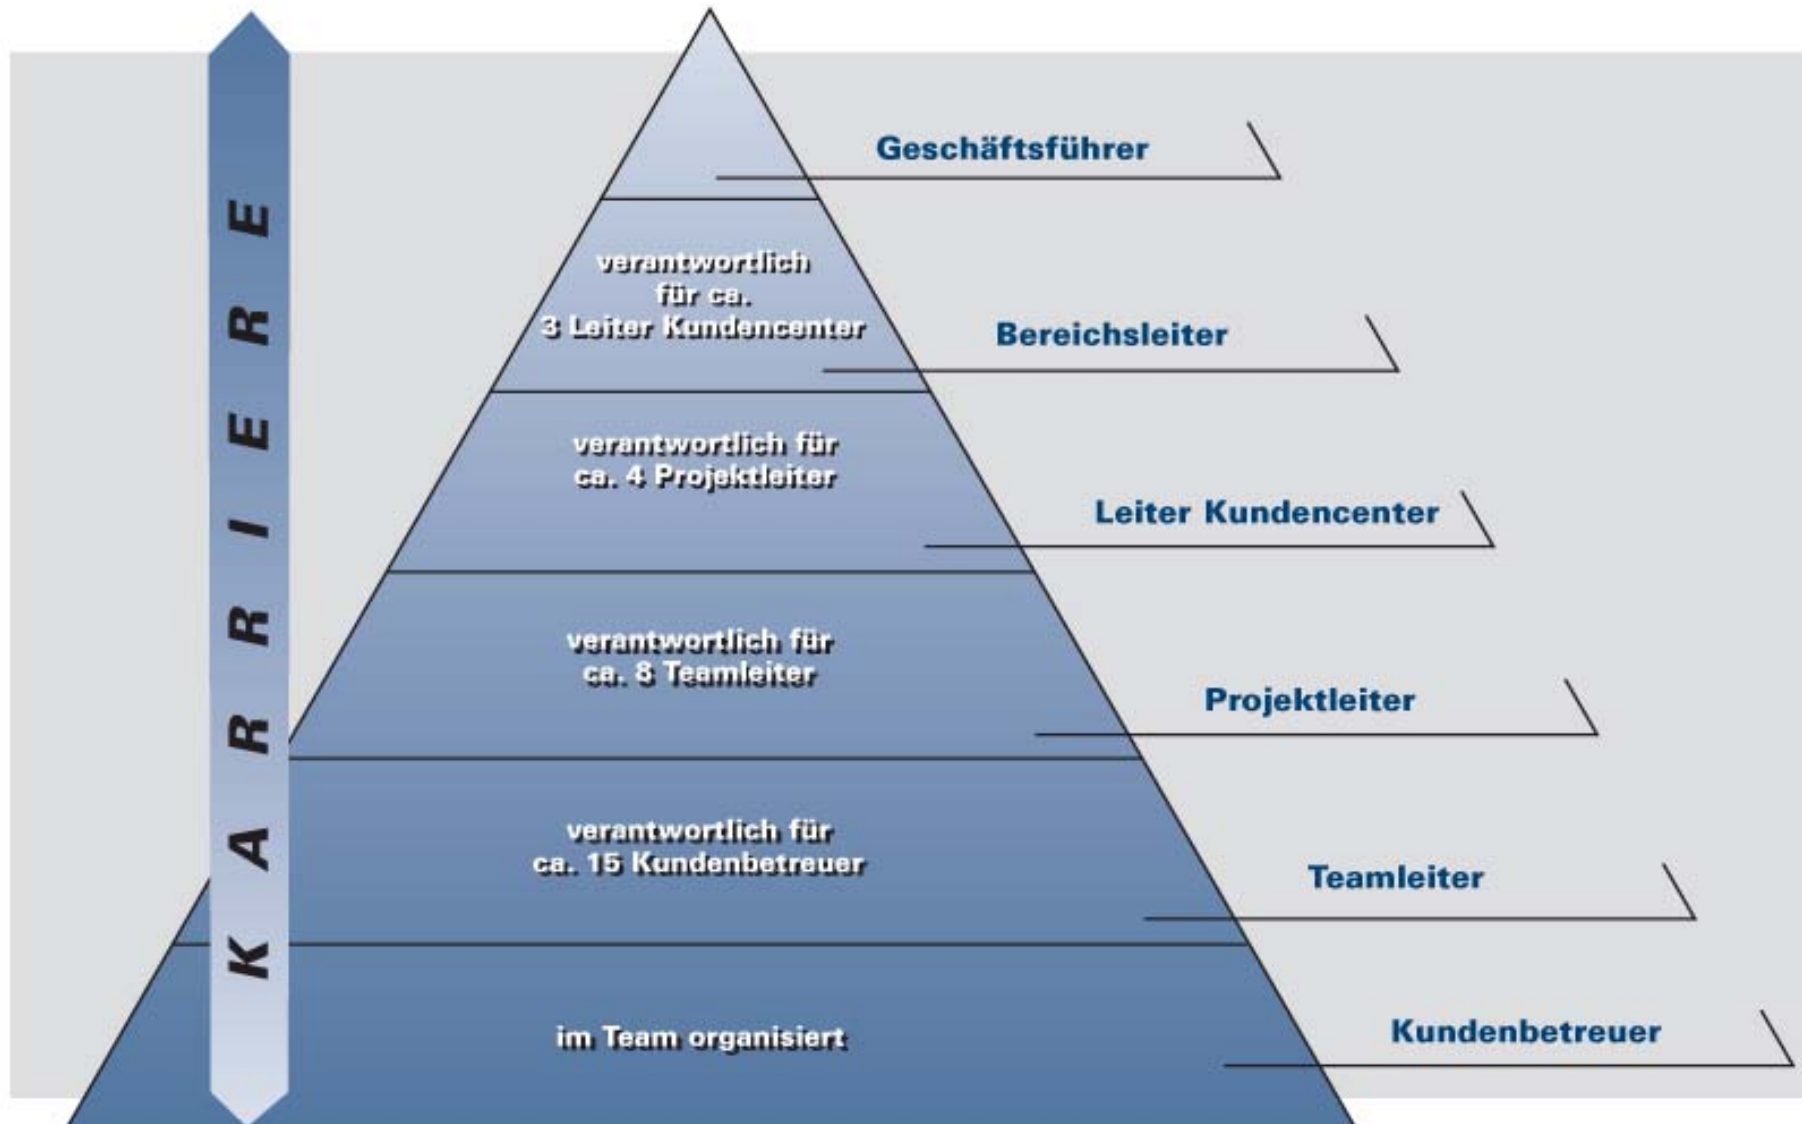 KARRIERE
Geschäftsführer
verantwortlich
für ca.
3 Leiter Kundencenter
Bereichsleiter
verantwortlich für
ca. 4 Projektleiter
Leiter Kundencenter
verantwortlich für
ca. 8 Teamleiter
Projektleiter
verantwortlich für
ca. 15 Kundenbetreuer
Teamleiter
im Team organisiert
Kundenbetreuer